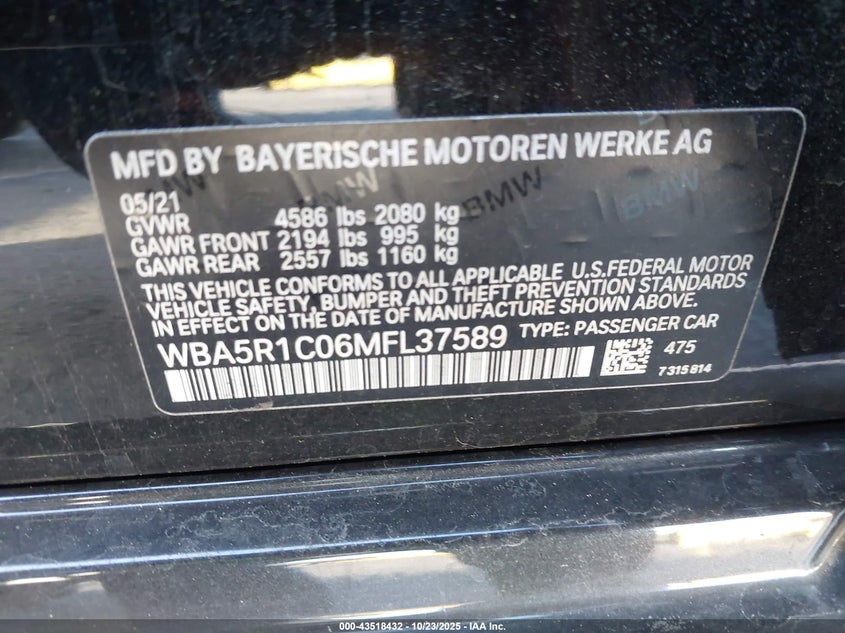 MFD BY BAYERISCHE MOTOREN WERKE AG
05/21
GVWR 4586 lbs 2080 kg
GAWR FRONT 2194 lbs 995 kg
GAWR REAR 2557 lbs 1160 kg
THIS VEHICLE CONFORMS TO ALL APPLICABLE U.S.FEDERAL MOTOR
VEHICLE SAFETY, BUMPER AND THEFT PREVENTION STANDARDS
IN EFFECT ON THE DATE OF MANUFACTURE SHOWN ABOVE.
WBA5R1C06MFL37589 TYPE: PASSENGER CAR
475
7315814
BMW
BMW
000-43518432 - 10/23/2025 - IAA Inc.